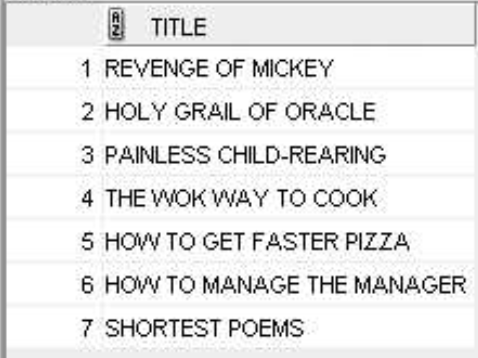 TITLE
1 REVENGE OF MICKEY
2 HOLY GRAIL OF ORACLE
3 PAINLESS CHILD-REARING
4 THE WOK WAY TO COOK
5 HOW TO GET FASTER PIZZA
6 HOW TO MANAGE THE MANAGER
7 SHORTEST POEMS